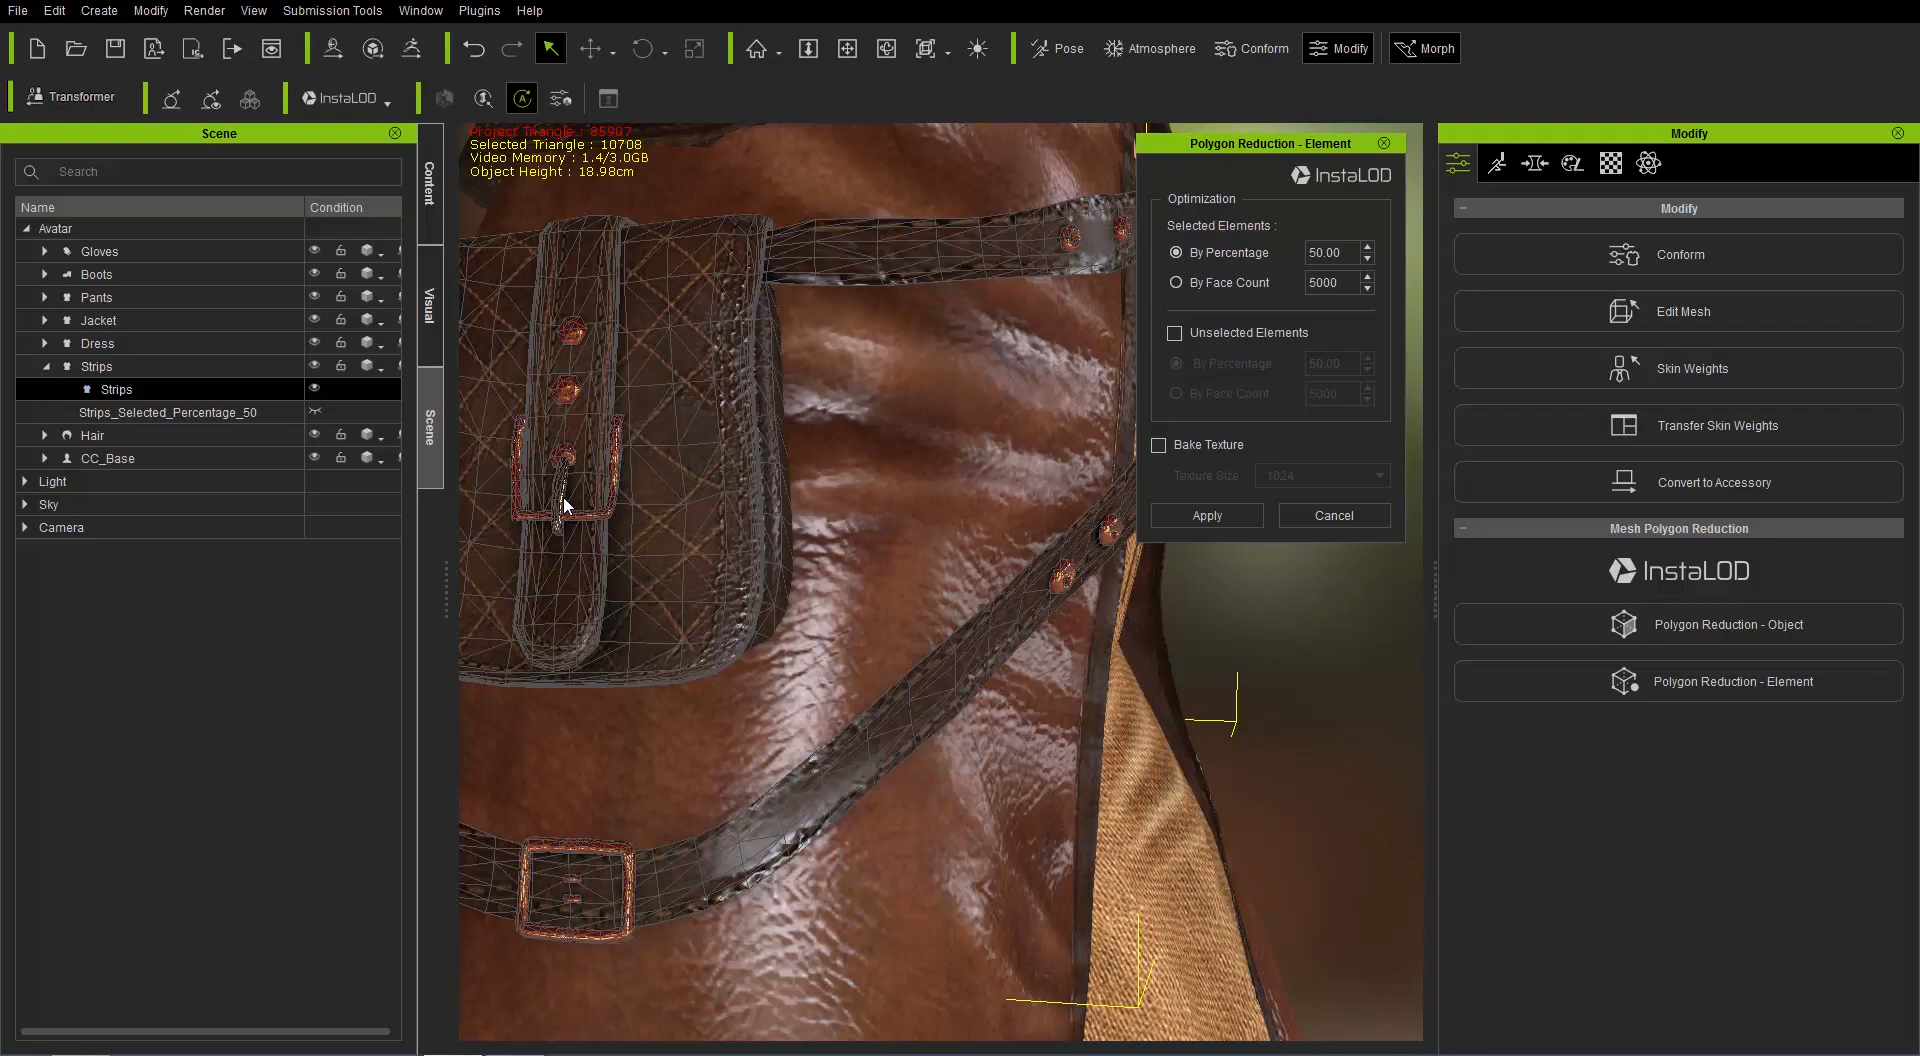 File Edit Create Modify Render View Submission Tools Window Plugins Help
Pose Atmosphere Conform Modify Morph
Transformer InstaLOD
Scene
Search
Name Condition
Avatar
Gloves
Boots
Pants
Jacket
Dress
Strips
Strips
Strips_Selected_Percentage_50
Hair
CC_Base
Light
Sky
Camera
Content
Visual
Scene
Project Triangle : 85907
Selected Triangle : 10708
Video Memory : 1.4/3.0GB
Object Height : 18.98cm
Polygon Reduction - Element
InstaLOD
Optimization
Selected Elements :
By Percentage 50.00
By Face Count 5000
Unselected Elements
By Percentage 50.00
By Face Count 5000
Bake Texture
Texture Size 1024
Apply Cancel
Modify
Modify
Conform
Edit Mesh
Skin Weights
Transfer Skin Weights
Convert to Accessory
Mesh Polygon Reduction
InstaLOD
Polygon Reduction - Object
Polygon Reduction - Element